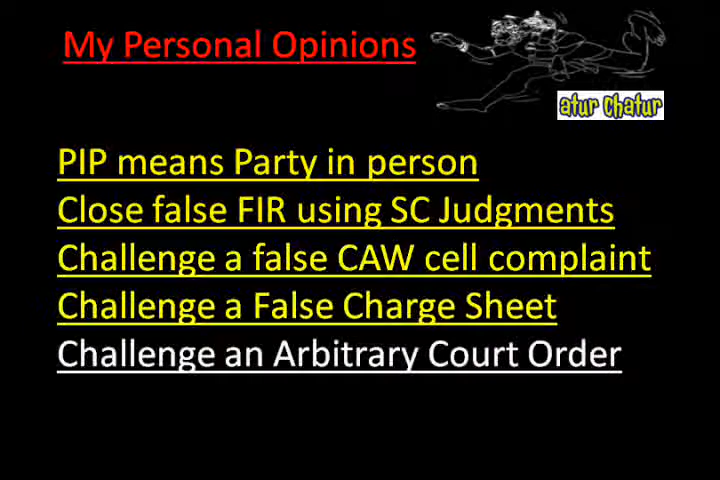 My Personal Opinions
atur chatur
PIP means Party in person
Close false FIR using SC Judgments
Challenge a false CAW cell complaint
Challenge a False Charge Sheet
Challenge an Arbitrary Court Order